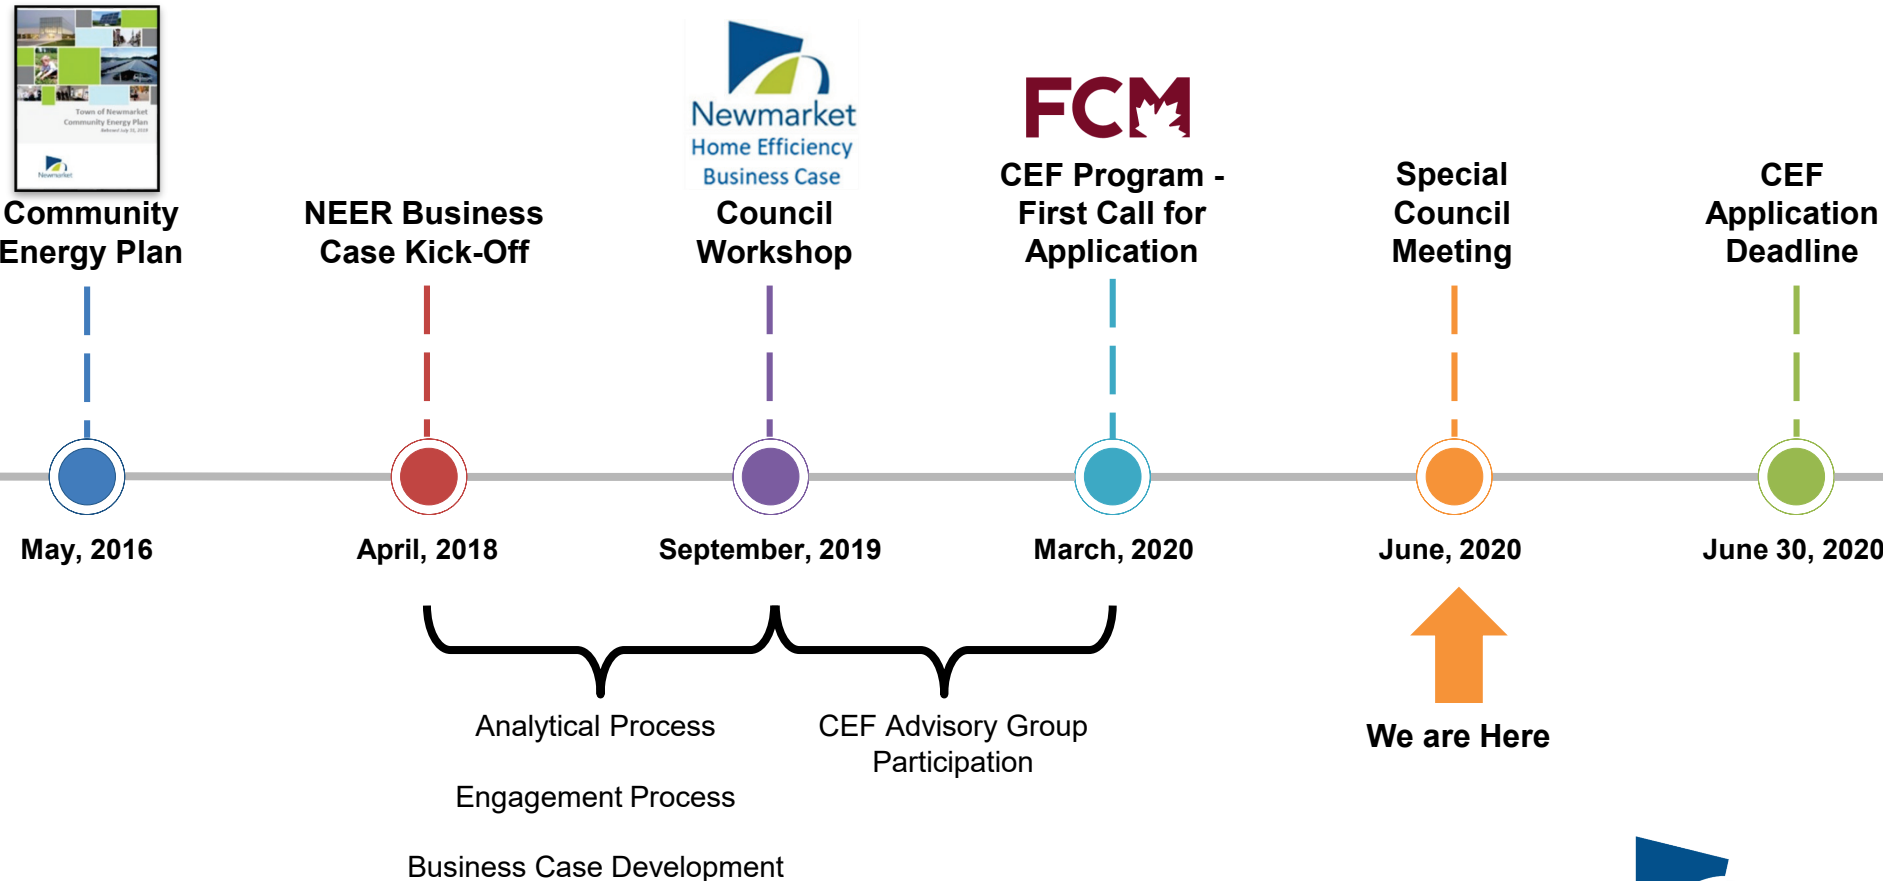 Town of Newmarket
Community Energy Plan
Newmarket
Community
Energy Plan
NEER Business
Case Kick-Off
Newmarket
Home Efficiency
Business Case
Council
Workshop
FCM
CEF Program -
First Call for
Application
Special
Council
Meeting
CEF
Application
Deadline
May, 2016
April, 2018
September, 2019
March, 2020
June, 2020
June 30, 2020
Analytical Process
Engagement Process
Business Case Development
CEF Advisory Group
Participation
We are Here